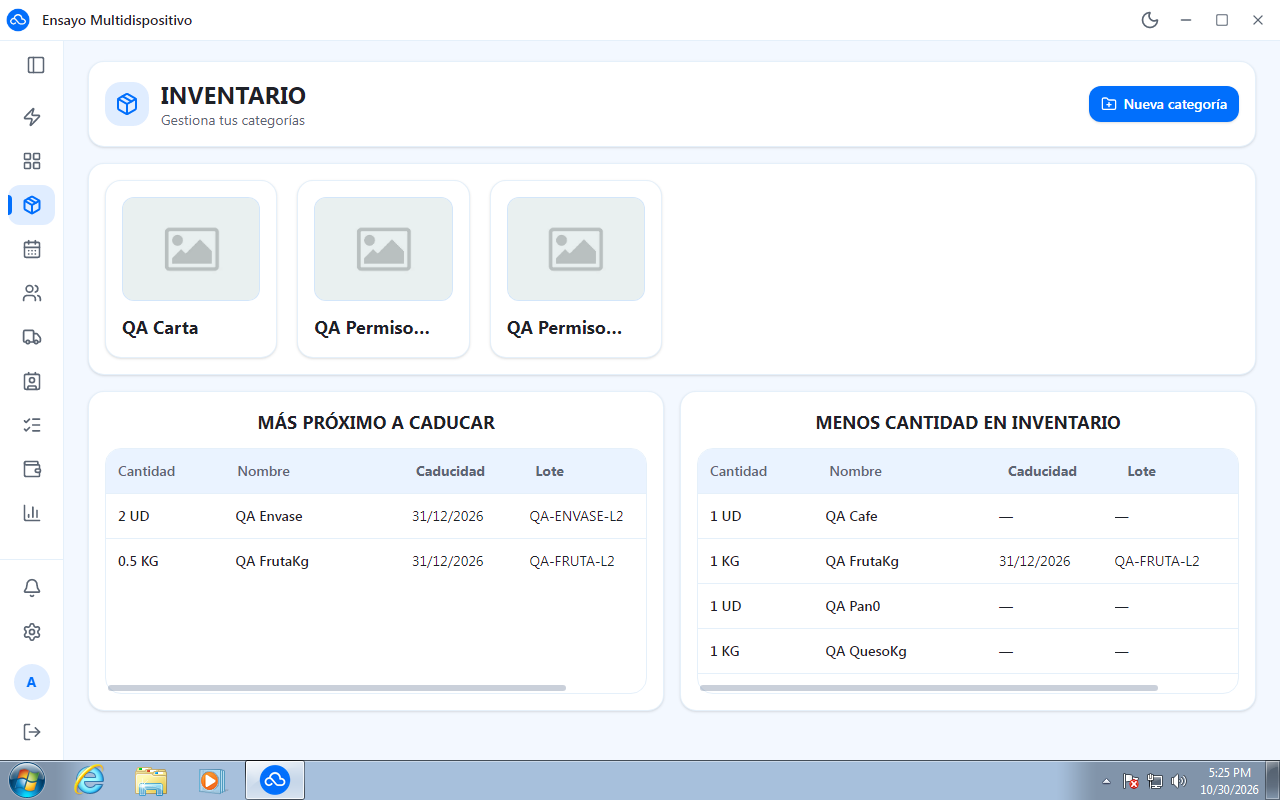 Ensayo Multidispositivo
INVENTARIO
Gestiona tus categorías
Nueva categoría
QA Carta
QA Permiso...
QA Permiso...
MÁS PRÓXIMO A CADUCAR
Cantidad Nombre Caducidad Lote
2 UD QA Envase 31/12/2026 QA-ENVASE-L2
0.5 KG QA FrutaKg 31/12/2026 QA-FRUTA-L2
MENOS CANTIDAD EN INVENTARIO
Cantidad Nombre Caducidad Lote
1 UD QA Cafe — —
1 KG QA FrutaKg 31/12/2026 QA-FRUTA-L2
1 UD QA Pan0 — —
1 KG QA QuesoKg — —
A
5:25 PM
10/30/2026